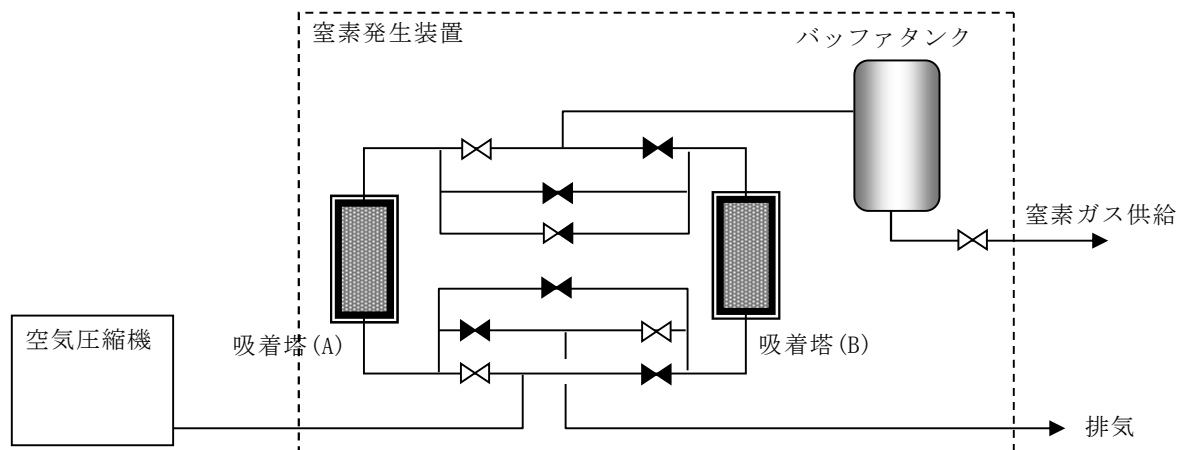 窒素発生装置
バッファタンク
窒素ガス供給
空気圧縮機
吸着塔(A)
吸着塔(B)
排気